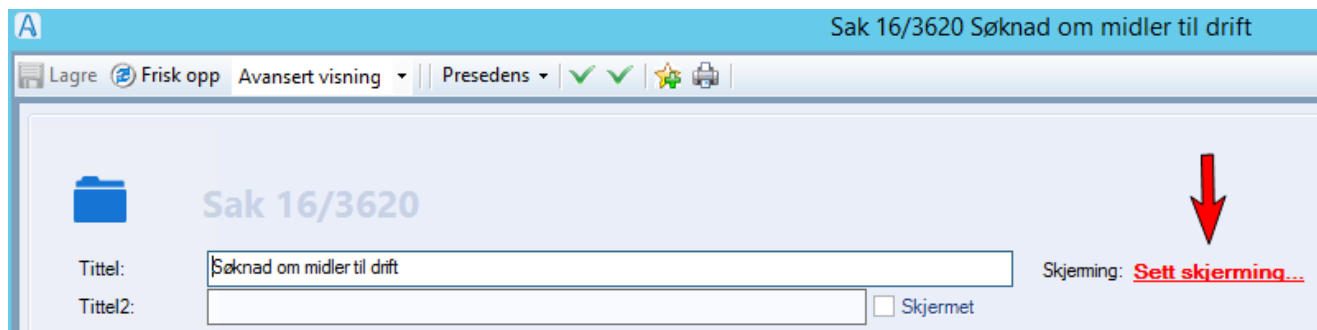 Sak 16/3620 Søknad om midler til drift
Lagre Frisk opp Avansert visning Presedens
Sak 16/3620
Tittel: Søknad om midler til drift Skjerming: Sett skjerming...
Tittel2: Skjermet